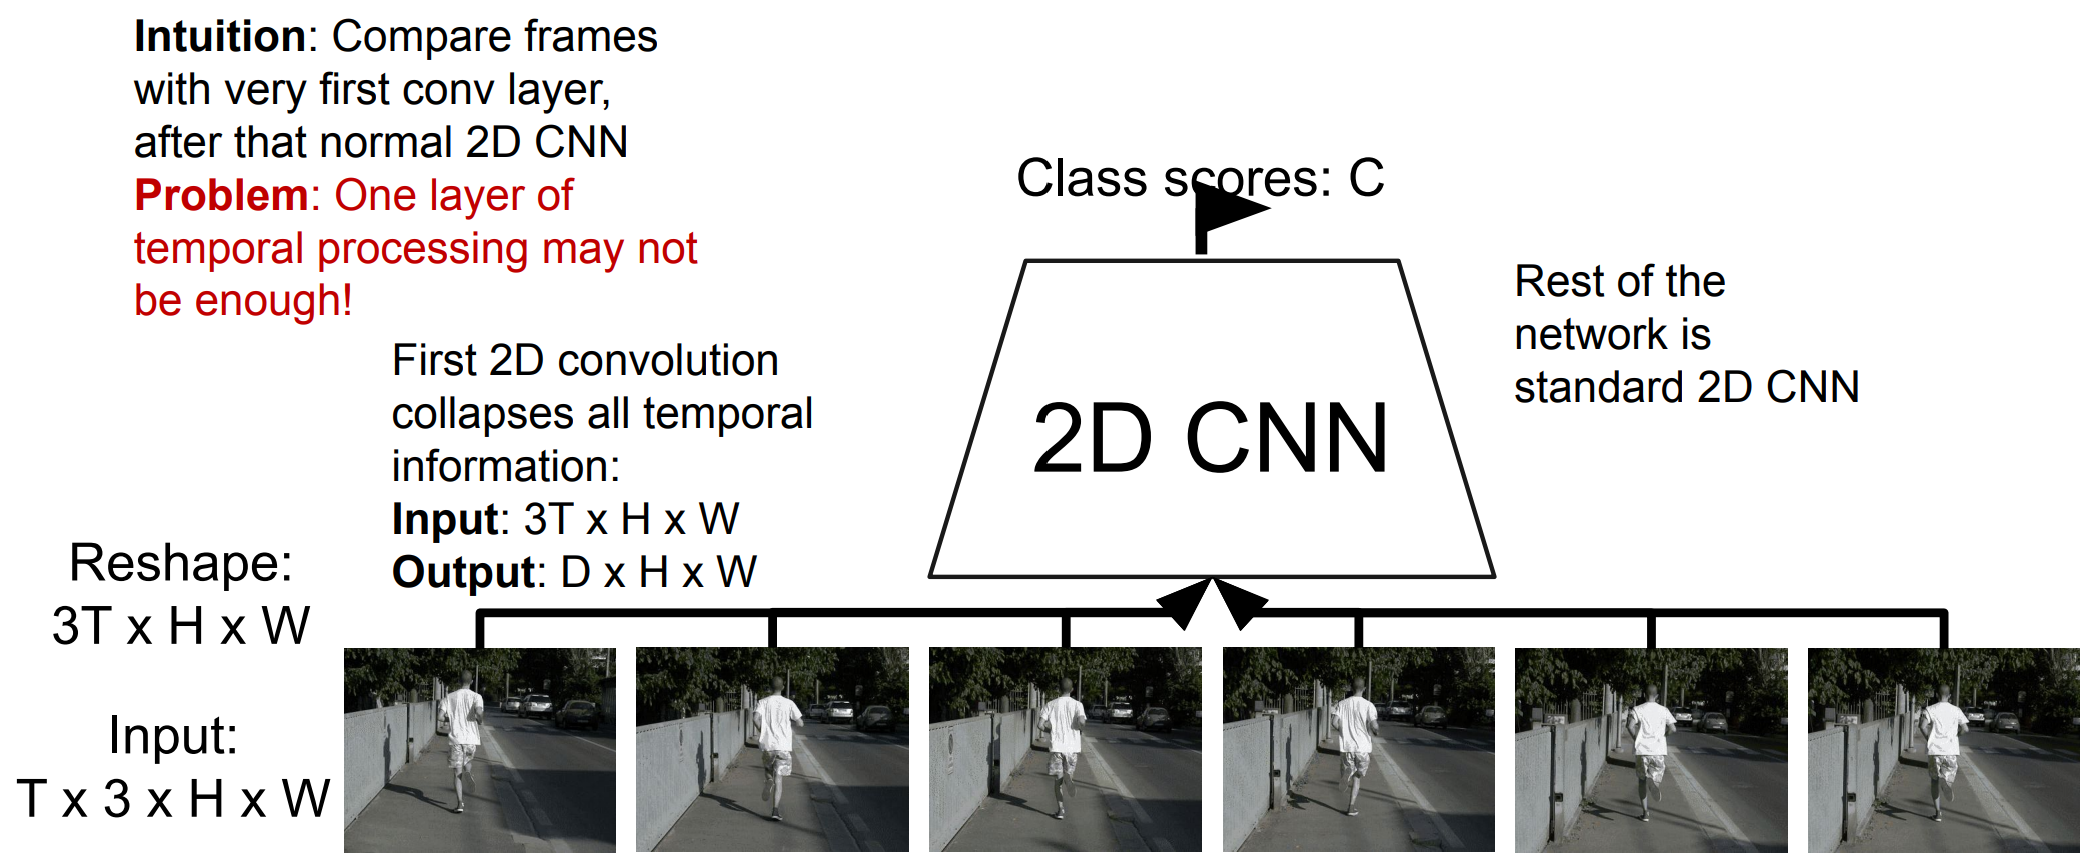 Intuition: Compare frames
with very first conv layer,
after that normal 2D CNN
Problem: One layer of
temporal processing may not
be enough!
Class scores: C
Rest of the
network is
standard 2D CNN
First 2D convolution
collapses all temporal
information:
Input: 3T x H x W
Output: D x H x W
2D CNN
Reshape:
3T x H x W
Input:
T x 3 x H x W